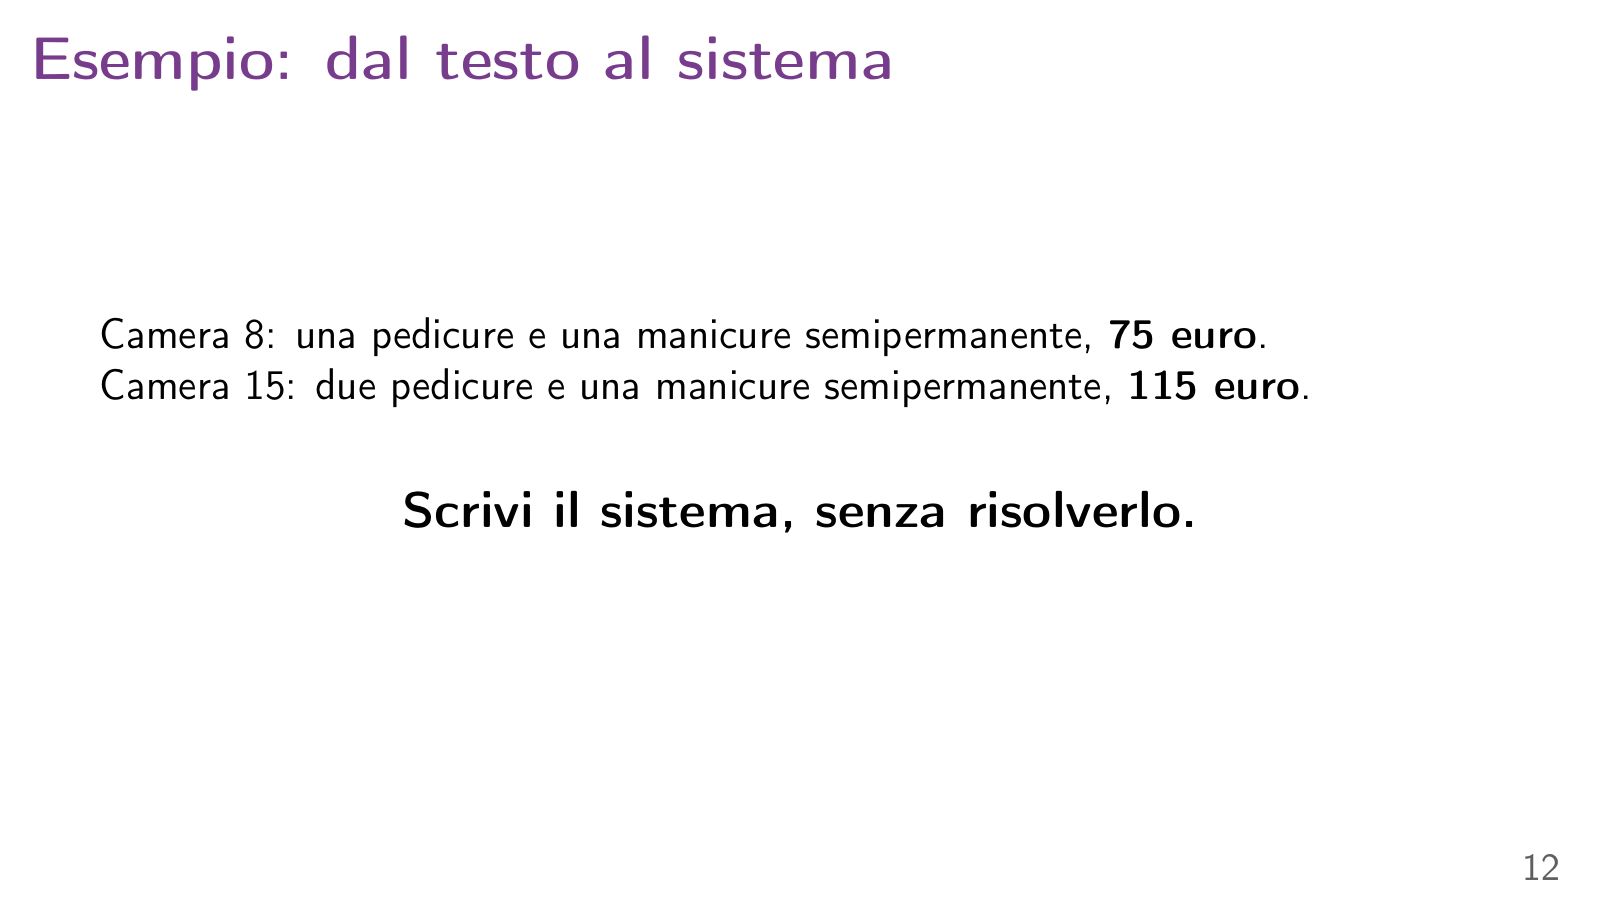 Esempio: dal testo al sistema
Camera 8: una pedicure e una manicure semipermanente, 75 euro.
Camera 15: due pedicure e una manicure semipermanente, 115 euro.
Scrivi il sistema, senza risolverlo.
12